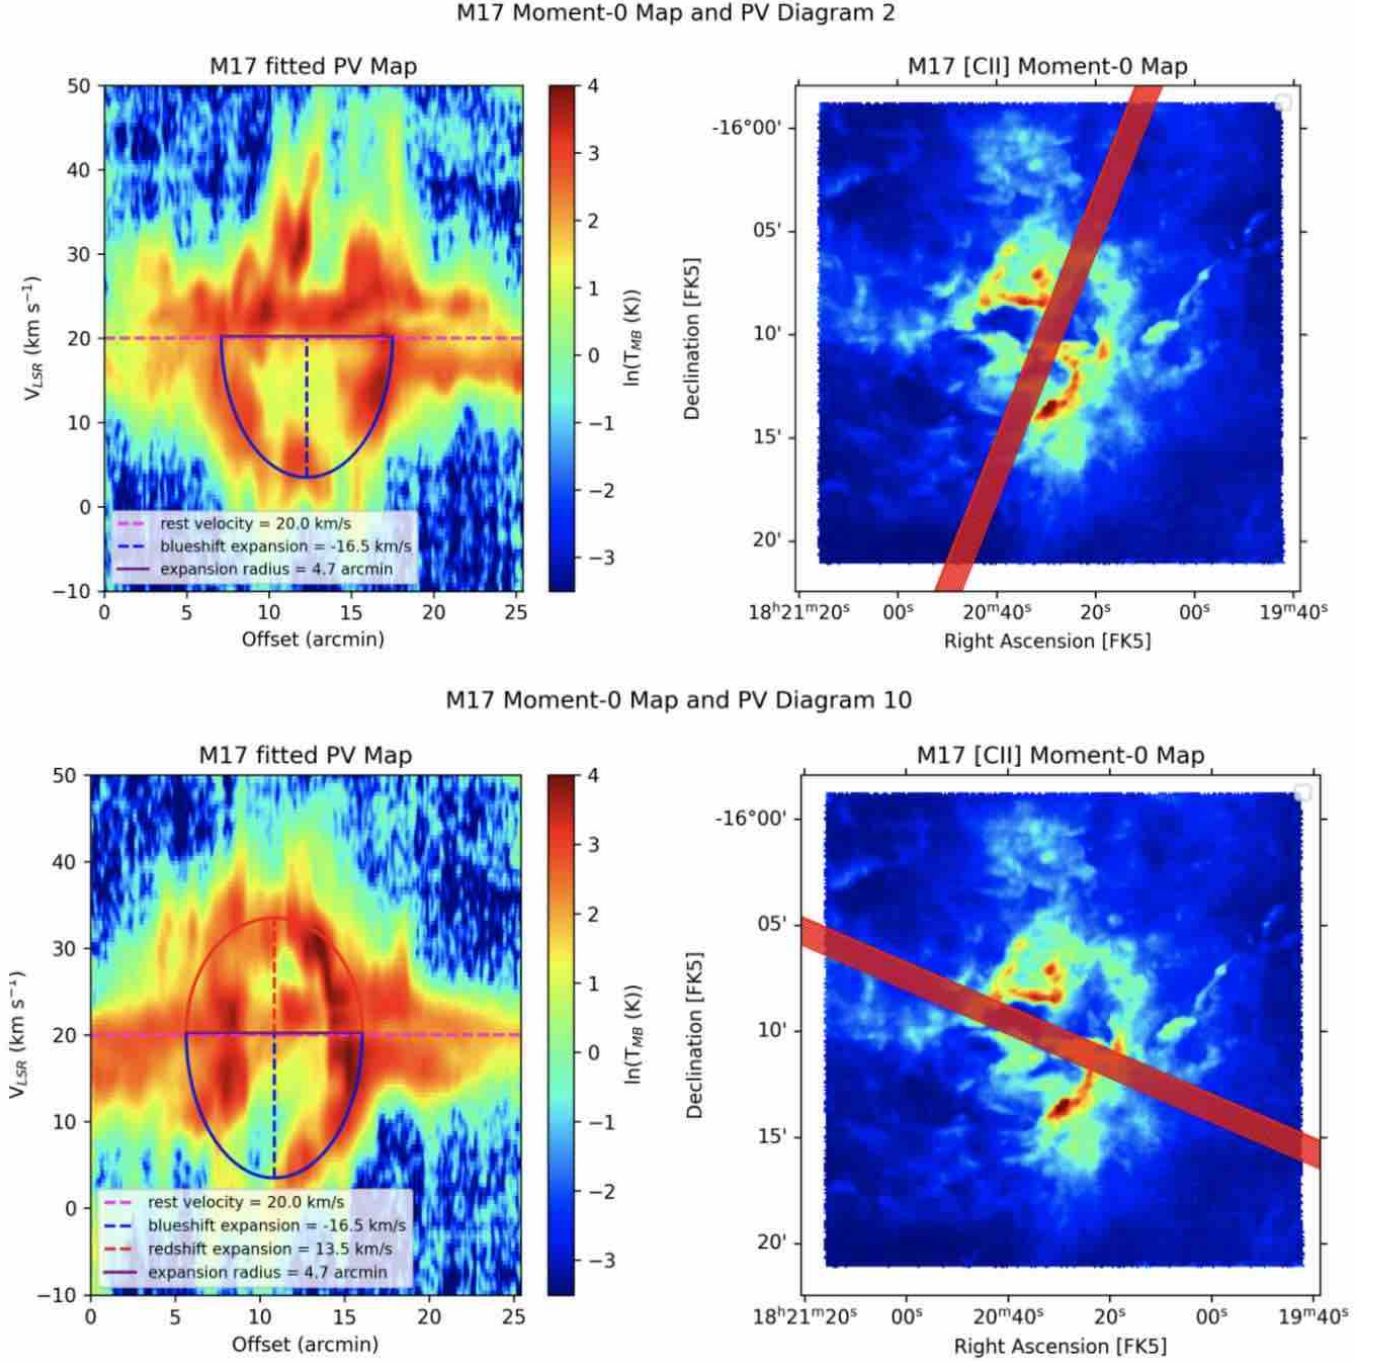 M17 Moment-0 Map and PV Diagram 2
M17 fitted PV Map
50
40
30
20
10
0
−10
V_LSR (km s⁻¹)
rest velocity = 20.0 km/s
blueshift expansion = -16.5 km/s
expansion radius = 4.7 arcmin
0 5 10 15 20 25
Offset (arcmin)
4
3
2
1
0
−1
−2
−3
ln(T_MB (K))
M17 [CII] Moment-0 Map
-16°00'
05'
10'
15'
20'
Declination [FK5]
18ʰ21ᵐ20ˢ 00ˢ 20ᵐ40ˢ 20ˢ 00ˢ 19ᵐ40ˢ
Right Ascension [FK5]
M17 Moment-0 Map and PV Diagram 10
M17 fitted PV Map
50
40
30
20
10
0
−10
V_LSR (km s⁻¹)
rest velocity = 20.0 km/s
blueshift expansion = -16.5 km/s
redshift expansion = 13.5 km/s
expansion radius = 4.7 arcmin
0 5 10 15 20 25
Offset (arcmin)
4
3
2
1
0
−1
−2
−3
ln(T_MB (K))
M17 [CII] Moment-0 Map
-16°00'
05'
10'
15'
20'
Declination [FK5]
18ʰ21ᵐ20ˢ 00ˢ 20ᵐ40ˢ 20ˢ 00ˢ 19ᵐ40ˢ
Right Ascension [FK5]